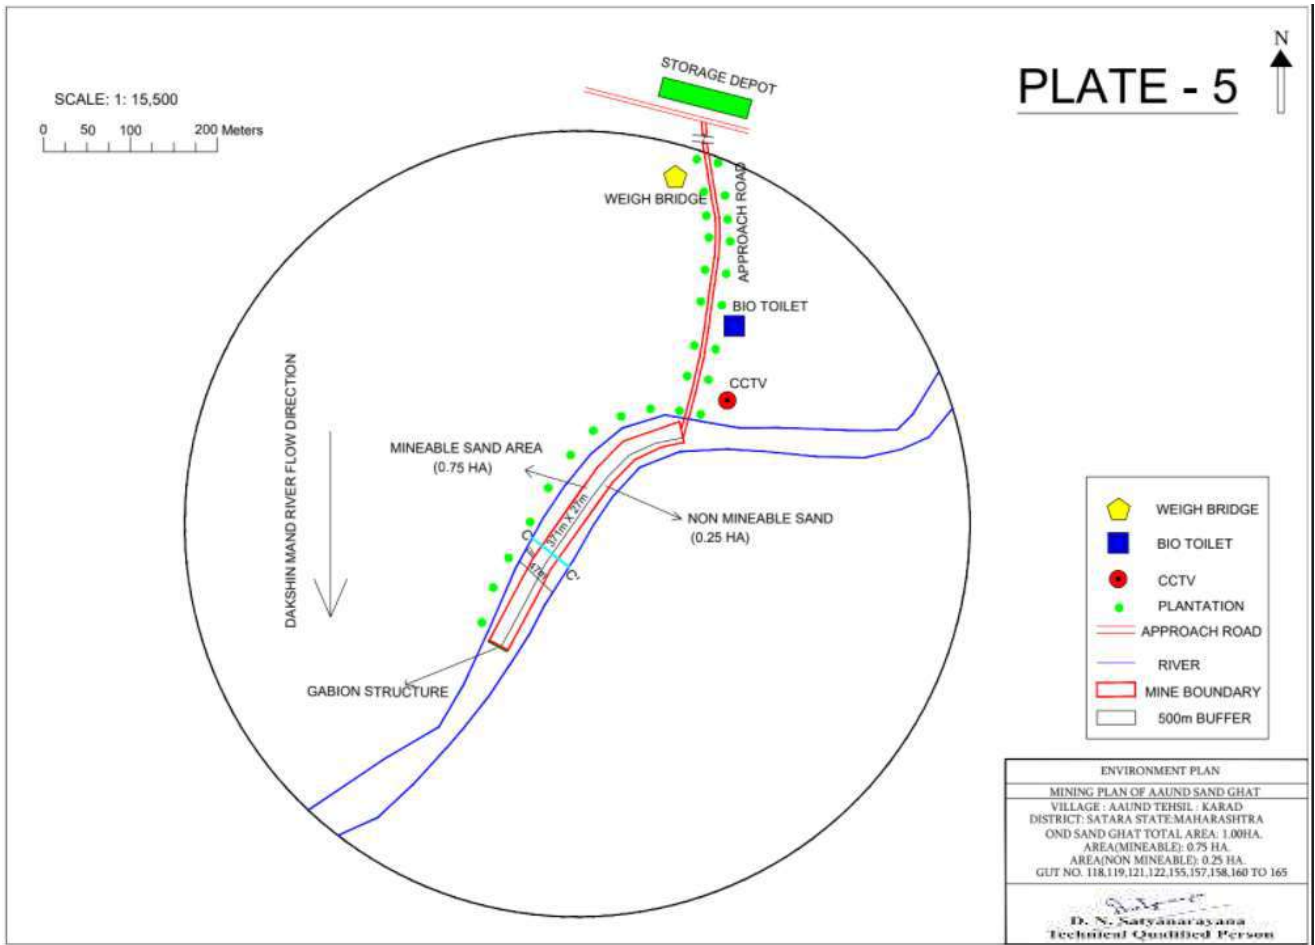 PLATE - 5
N
SCALE: 1: 15,500
0 50 100 200 Meters
STORAGE DEPOT
WEIGH BRIDGE
APPROACH ROAD
BIO TOILET
CCTV
DAKSHIN MAND RIVER FLOW DIRECTION
MINEABLE SAND AREA
(0.75 HA)
371m X 27m
NON MINEABLE SAND
(0.25 HA)
C
C'
47m
GABION STRUCTURE
WEIGH BRIDGE
BIO TOILET
CCTV
PLANTATION
APPROACH ROAD
RIVER
MINE BOUNDARY
500m BUFFER
ENVIRONMENT PLAN
MINING PLAN OF AAUND SAND GHAT
VILLAGE : AAUND TEHSIL : KARAD
DISTRICT: SATARA STATE:MAHARASHTRA
OND SAND GHAT TOTAL AREA: 1.00HA.
AREA(MINEABLE): 0.75 HA.
AREA(NON MINEABLE): 0.25 HA.
GUT NO. 118,119,121,122,155,157,158,160 TO 165
D. N. Satyanarayana
Technical Qualified Person